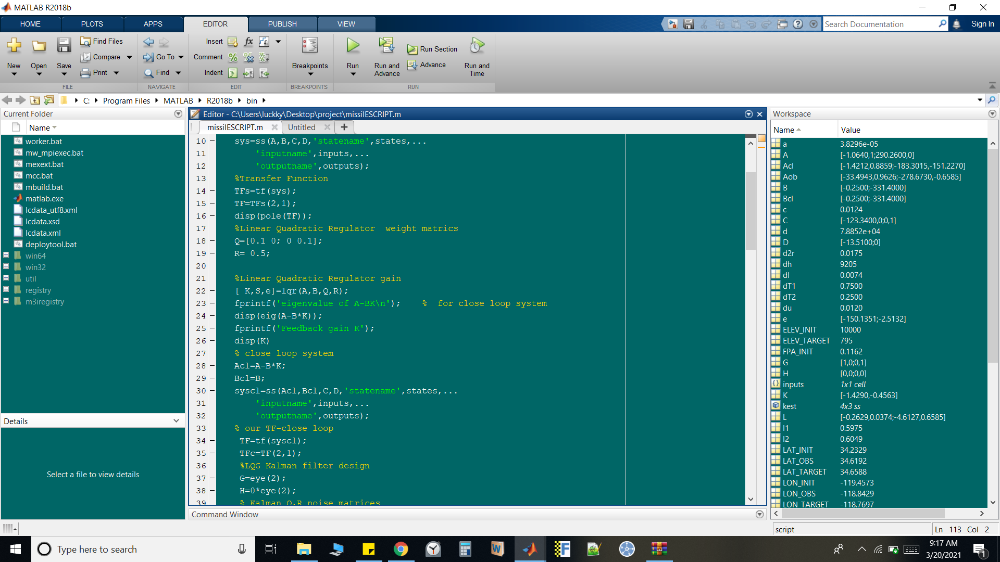 MATLAB R2018b
HOME PLOTS APPS EDITOR PUBLISH VIEW
Search Documentation
Sign In
New
Open
Save
Find Files
Compare
Print
FILE
Go To
Find
NAVIGATE
Insert
Comment
Indent
EDIT
Breakpoints
BREAKPOINTS
Run
Run and Advance
Run Section
Advance
Run and Time
RUN
C: Program Files MATLAB R2018b bin
Current Folder
Name
worker.bat
mw_mpiexec.bat
mexext.bat
mcc.bat
mbuild.bat
matlab.exe
lcdata_utf8.xml
lcdata.xsd
lcdata.xml
deploytool.bat
win64
win32
util
registry
m3iregistry
Details
Select a file to view details
Editor - C:\Users\luckky\Desktop\project\missilESCRIPT.m
missilESCRIPT.m Untitled
10 sys=ss(A,B,C,D,'statename',states,...
11 'inputname',inputs,...
12 'outputname',outputs);
13 %Transfer Function
14 TFs=tf(sys);
15 TF=TFs(2,1);
16 disp(pole(TF));
17 %Linear Quadratic Regulator  weight matrics
18 Q=[0.1 0; 0 0.1];
19 R= 0.5;
20
21 %Linear Quadratic Regulator gain
22 [ K,S,e]=lqr(A,B,Q,R);
23 fprintf('eigenvalue of A-BK\n');    %  for close loop system
24 disp(eig(A-B*K));
25 fprintf('Feedback gain K');
26 disp(K)
27 % close loop system
28 Acl=A-B*K;
29 Bcl=B;
30 syscl=ss(Acl,Bcl,C,D,'statename',states,...
31 'inputname',inputs,...
32 'outputname',outputs);
33 % our TF-close loop
34 TF=tf(syscl);
35 TFc=TF(2,1);
36 %LQG Kalman filter design
37 G=eye(2);
38 H=0*eye(2);
39 % Kalman Q,R noise matrices
Command Window
Workspace
Name Value
a 3.8296e-05
A [-1.0640,1;290.2600,0]
Acl [-1.4212,0.8859;-183.3015,-151.2270]
Aob [-33.4943,0.9626;-278.6730,-0.6585]
B [-0.2500;-331.4000]
Bcl [-0.2500;-331.4000]
c 0.0124
C [-123.3400,0;0,1]
d 7.8852e+04
D [-13.5100;0]
d2r 0.0175
dh 9205
dl 0.0074
dT1 0.7500
dT2 0.2500
du 0.0120
e [-150.1351;-2.5132]
ELEV_INIT 10000
ELEV_TARGET 795
FPA_INIT 0.1162
G [1,0;0,1]
H [0,0;0,0]
inputs 1x1 cell
K [-1.4290,-0.4563]
kest 4x3 ss
L [-0.2629,0.0374;-4.6127,0.6585]
l1 0.5975
l2 0.6049
LAT_INIT 34.2329
LAT_OBS 34.6192
LAT_TARGET 34.6588
LON_INIT -119.4573
LON_OBS -118.8429
LON_TARGET -118.7697
script
Ln 113 Col 2
Type here to search
9:17 AM
3/20/2021
1